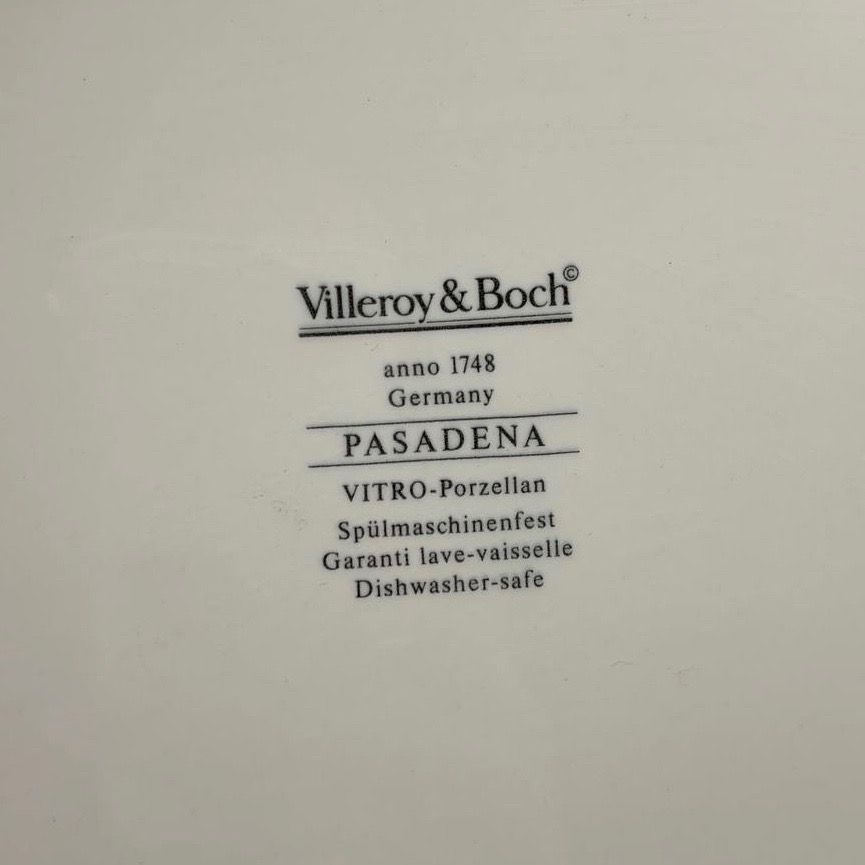 Villeroy & Boch©
anno 1748
Germany
PASADENA
VITRO-Porzellan
Spülmaschinenfest
Garanti lave-vaisselle
Dishwasher-safe